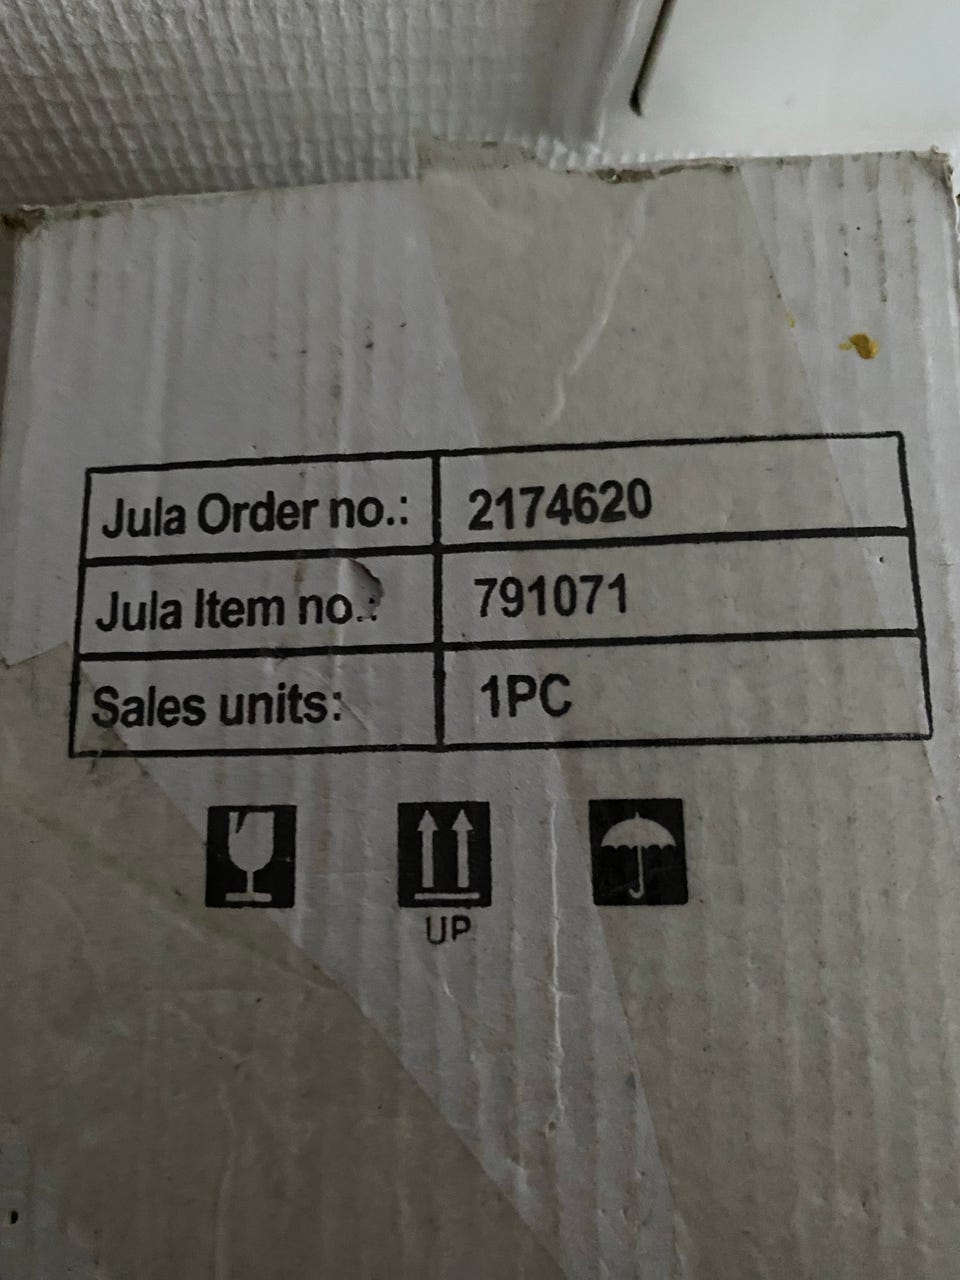 Jula Order no.: 2174620
Jula Item no.: 791071
Sales units: 1PC
UP